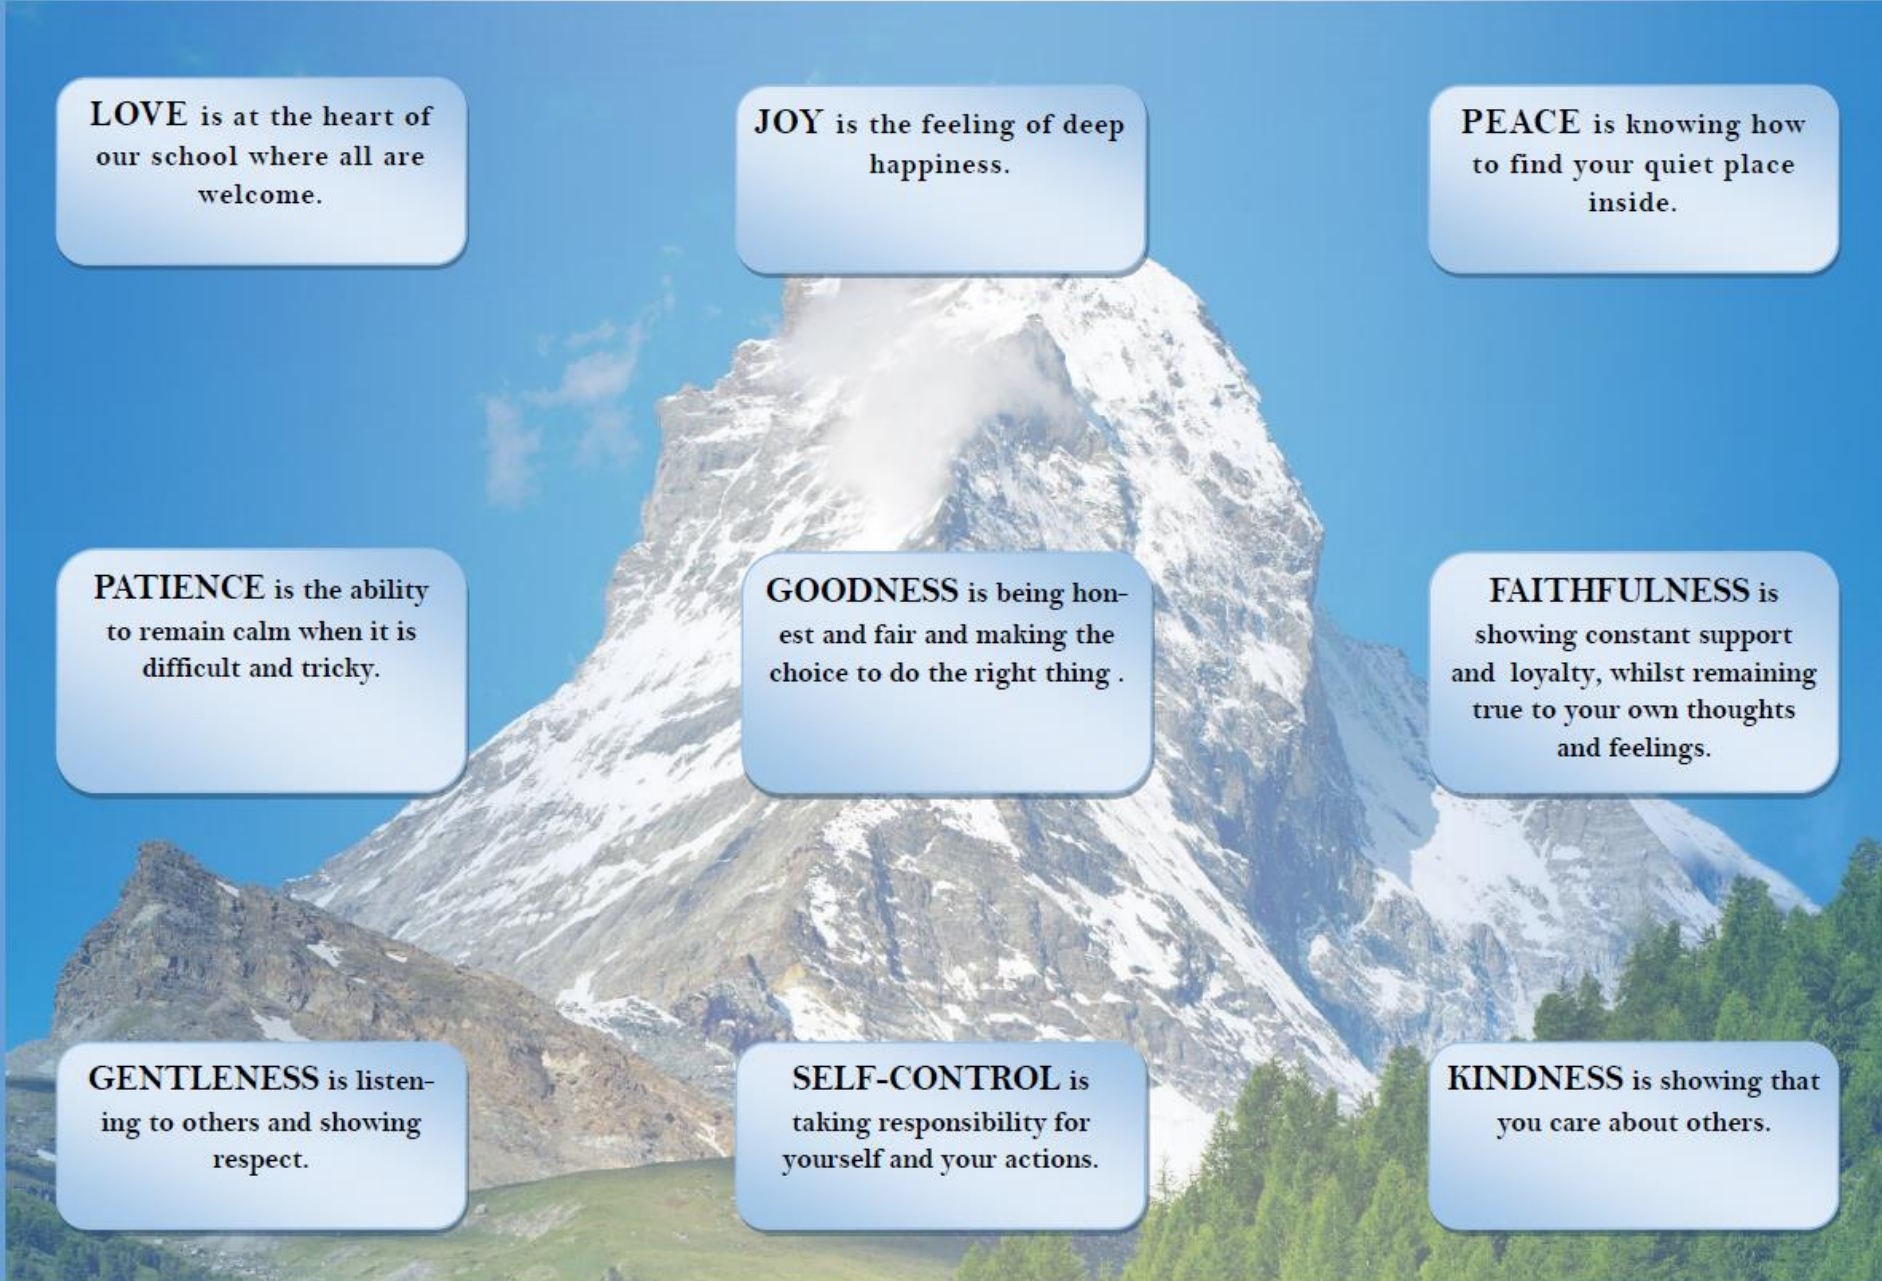 LOVE is at the heart of
our school where all are
welcome.
JOY is the feeling of deep
happiness.
PEACE is knowing how
to find your quiet place
inside.
PATIENCE is the ability
to remain calm when it is
difficult and tricky.
GOODNESS is being hon-
est and fair and making the
choice to do the right thing .
FAITHFULNESS is
showing constant support
and  loyalty, whilst remaining
true to your own thoughts
and feelings.
GENTLENESS is listen-
ing to others and showing
respect.
SELF-CONTROL is
taking responsibility for
yourself and your actions.
KINDNESS is showing that
you care about others.